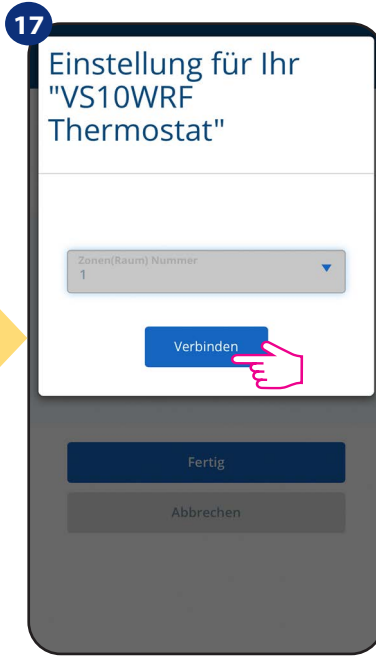 17
Einstellung für Ihr
"VS10WRF
Thermostat"
Zonen(Raum) Nummer
1
Verbinden
Fertig
Abbrechen